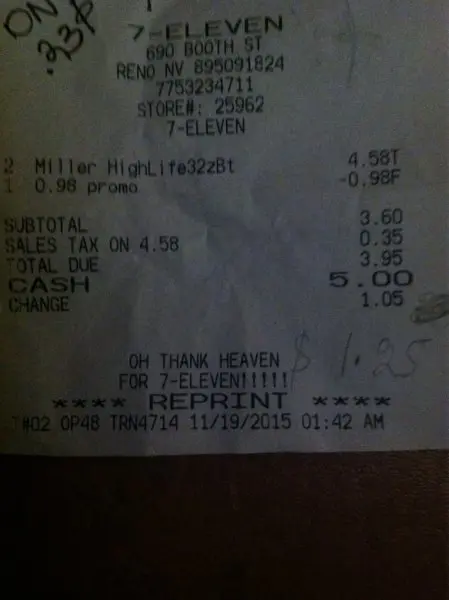 ON
.33¢
7-ELEVEN
690 BOOTH ST
RENO NV 895091824
7753234711
STORE#: 25962
7-ELEVEN
2 Miller HighLife32zBt 4.58T
1 0.98 promo -0.98F
SUBTOTAL 3.60
SALES TAX ON 4.58 0.35
TOTAL DUE 3.95
CASH 5.00
CHANGE 1.05
$1.25
OH THANK HEAVEN
FOR 7-ELEVEN!!!!!
**** REPRINT ****
T#02 OP48 TRN4714 11/19/2015 01:42 AM